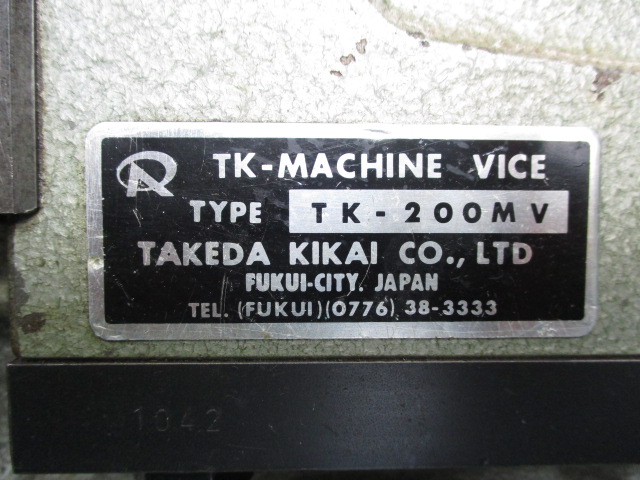 TK-MACHINE VICE
TYPE TK-200MV
TAKEDA KIKAI CO., LTD
FUKUI-CITY. JAPAN
TEL. (FUKUI)(0776) 38-3333
1042